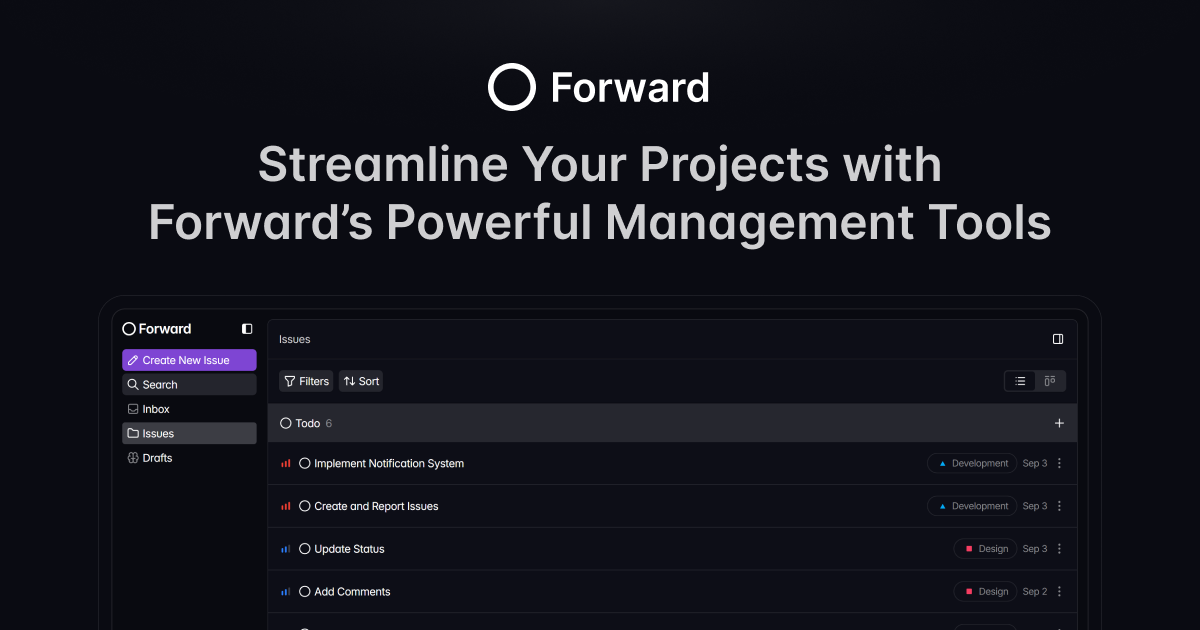 Forward
Streamline Your Projects with
Forward’s Powerful Management Tools
Forward
Create New Issue
Search
Inbox
Issues
Drafts
Issues
Filters Sort
Todo 6
Implement Notification System Development Sep 3
Create and Report Issues Development Sep 3
Update Status Design Sep 3
Add Comments Design Sep 2